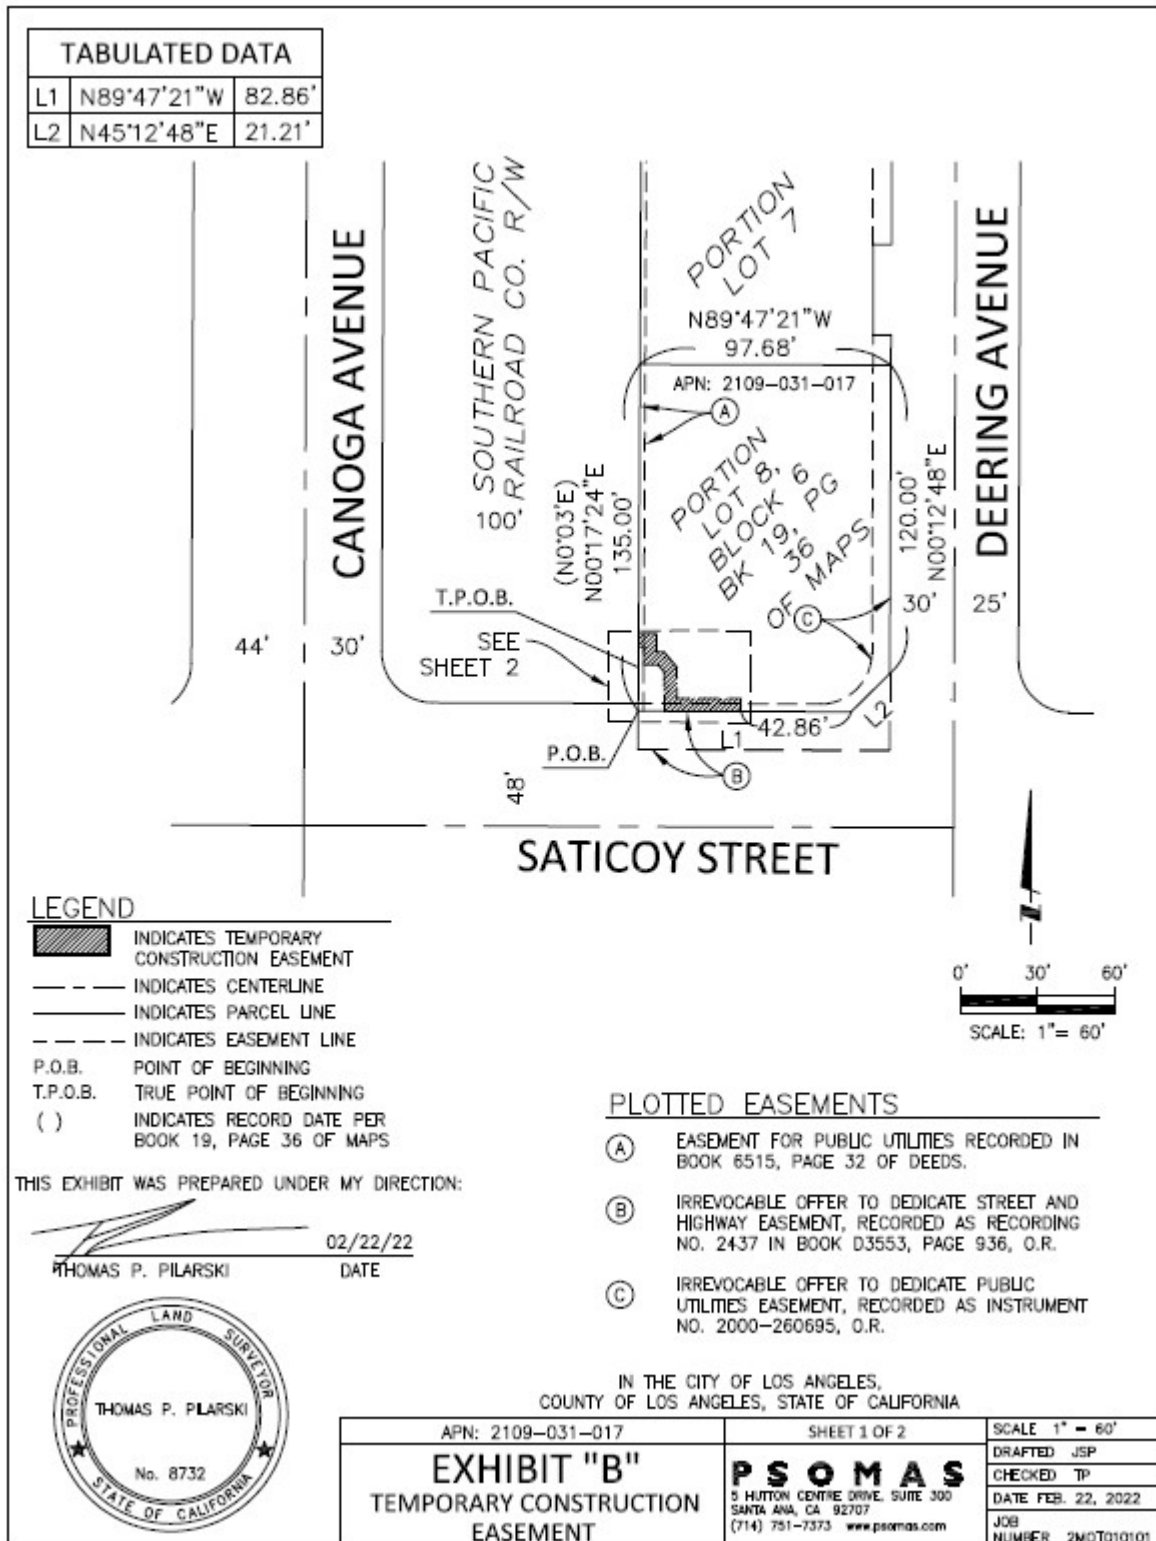 TABULATED DATA
L1 N89°47'21"W 82.86'
L2 N45°12'48"E 21.21'
CANOGA AVENUE
SOUTHERN PACIFIC
RAILROAD CO. R/W
100'
PORTION
LOT 7
DEERING AVENUE
N89°47'21"W
97.68'
APN: 2109-031-017
A
PORTION
LOT 8,
BLOCK 6
BK 19, PG
36
OF MAPS
(N0°03'E)
N00°17'24"E
135.00'
120.00'
N00°12'48"E
C
T.P.O.B.
SEE
SHEET 2
44'
30'
30'
25'
P.O.B.
L1
42.86'
L2
B
48'
SATICOY STREET
N
0' 30' 60'
SCALE: 1"= 60'
LEGEND
INDICATES TEMPORARY
CONSTRUCTION EASEMENT
INDICATES CENTERLINE
INDICATES PARCEL LINE
INDICATES EASEMENT LINE
P.O.B. POINT OF BEGINNING
T.P.O.B. TRUE POINT OF BEGINNING
( ) INDICATES RECORD DATE PER
BOOK 19, PAGE 36 OF MAPS
THIS EXHIBIT WAS PREPARED UNDER MY DIRECTION:
02/22/22
THOMAS P. PILARSKI DATE
PROFESSIONAL LAND SURVEYOR
THOMAS P. PILARSKI
No. 8732
STATE OF CALIFORNIA
PLOTTED EASEMENTS
A EASEMENT FOR PUBLIC UTILITIES RECORDED IN
BOOK 6515, PAGE 32 OF DEEDS.
B IRREVOCABLE OFFER TO DEDICATE STREET AND
HIGHWAY EASEMENT, RECORDED AS RECORDING
NO. 2437 IN BOOK D3553, PAGE 936, O.R.
C IRREVOCABLE OFFER TO DEDICATE PUBLIC
UTILITIES EASEMENT, RECORDED AS INSTRUMENT
NO. 2000-260695, O.R.
IN THE CITY OF LOS ANGELES,
COUNTY OF LOS ANGELES, STATE OF CALIFORNIA
APN: 2109-031-017
EXHIBIT "B"
TEMPORARY CONSTRUCTION
EASEMENT
SHEET 1 OF 2
PSOMAS
5 HUTTON CENTRE DRIVE, SUITE 300
SANTA ANA, CA 92707
(714) 751-7373 www.psomas.com
SCALE 1" = 60'
DRAFTED JSP
CHECKED TP
DATE FEB. 22, 2022
JOB
NUMBER 2MOT010101